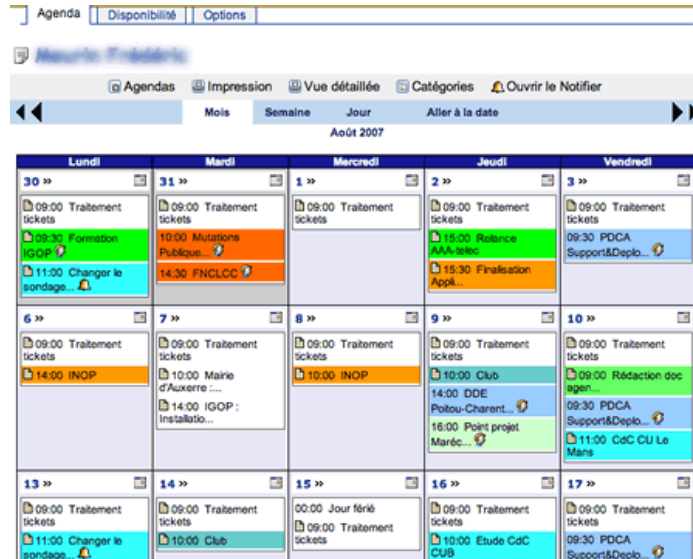 Agenda Disponibilité Options
Agendas Impression Vue détaillée Catégories Ouvrir le Notifier
Mois Semaine Jour Aller à la date
Août 2007
Lundi Mardi Mercredi Jeudi Vendredi
30 »
09:00 Traitement
tickets
09:30 Formation
IGOP
11:00 Changer le
sondage...
31 »
09:00 Traitement
tickets
10:00 Mutations
Publique...
14:30 FNCLCC
1 »
09:00 Traitement
tickets
2 »
09:00 Traitement
tickets
15:00 Relance
AAA-telec
15:30 Finalisation
Appli...
3 »
09:00 Traitement
tickets
09:30 PDCA
Support&Deplo...
6 »
09:00 Traitement
tickets
14:00 INOP
7 »
09:00 Traitement
tickets
10:00 Mairie
d'Auxerre :...
14:00 IGOP :
Installatio...
8 »
09:00 Traitement
tickets
10:00 INOP
9 »
09:00 Traitement
tickets
10:00 Club
14:00 DDE
Poitou-Charent...
16:00 Point projet
Maréc...
10 »
09:00 Traitement
tickets
09:00 Rédaction doc
agen...
09:30 PDCA
Support&Deplo...
11:00 CdC CU Le
Mans
13 »
09:00 Traitement
tickets
11:00 Changer le
sondage...
14 »
09:00 Traitement
tickets
10:00 Club
15 »
00:00 Jour férié
09:00 Traitement
tickets
16 »
09:00 Traitement
tickets
10:00 Etude CdC
CUB
17 »
09:00 Traitement
tickets
09:30 PDCA
Support&Deplo...